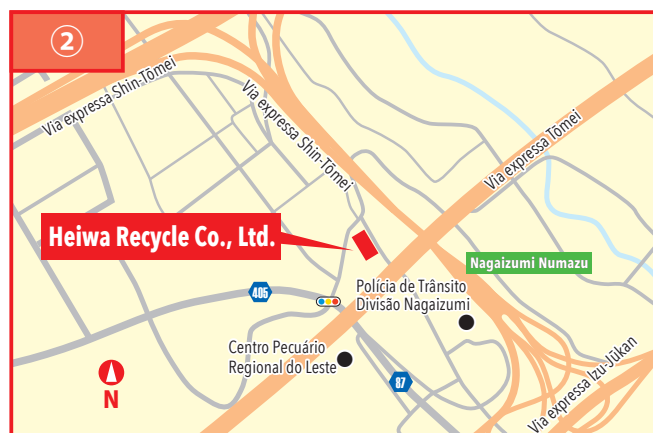 ②
Via expressa Shin-Tōmei
Via expressa Shin-Tōmei
Via expressa Tōmei
Heiwa Recycle Co., Ltd.
Nagaizumi Numazu
405
Polícia de Trânsito
Divisão Nagaizumi
Centro Pecuário
Regional do Leste
87
Via expressa Izu-Jūkan
N